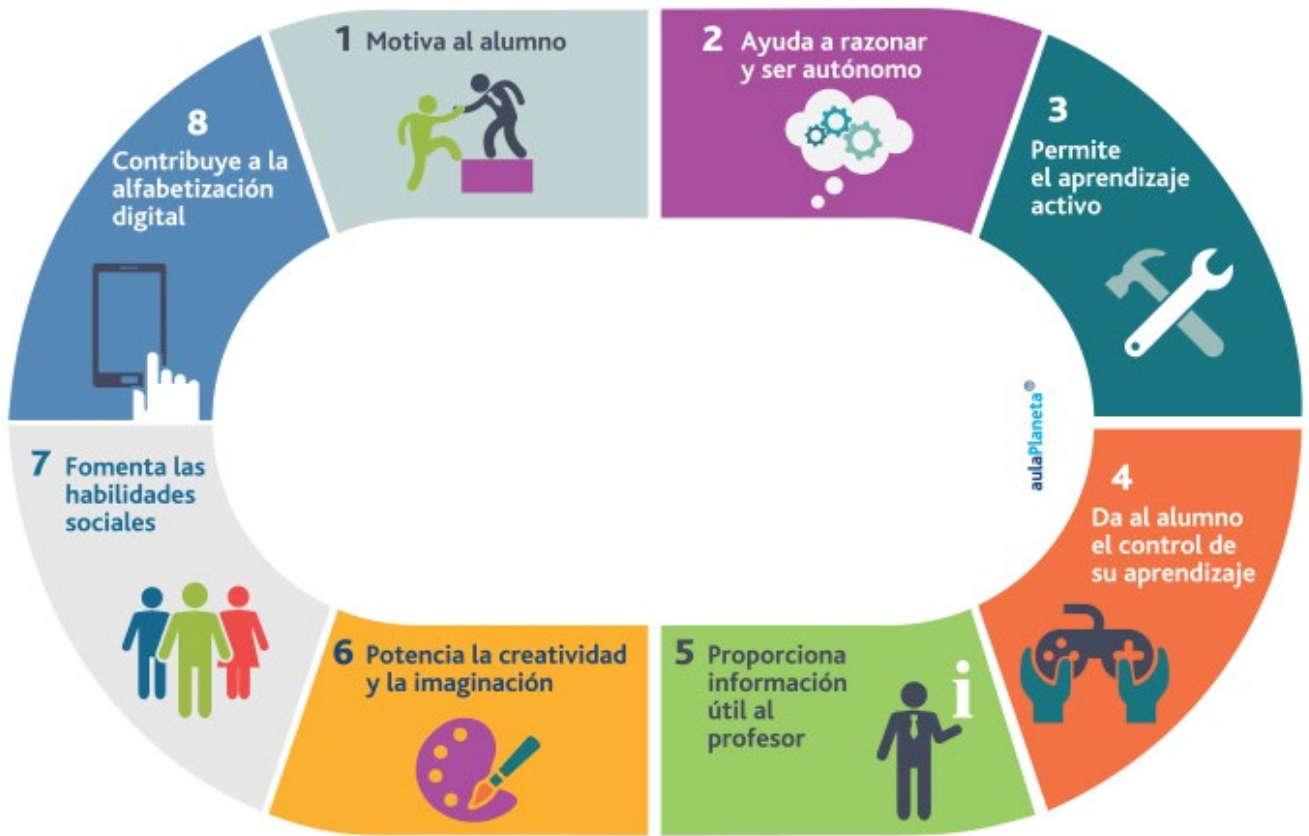 1 Motiva al alumno
2 Ayuda a razonar
y ser autónomo
3
Permite
el aprendizaje
activo
4
Da al alumno
el control de
su aprendizaje
5 Proporciona
información
útil al
profesor
i
6 Potencia la creatividad
y la imaginación
7 Fomenta las
habilidades
sociales
8
Contribuye a la
alfabetización
digital
aulaPlaneta®